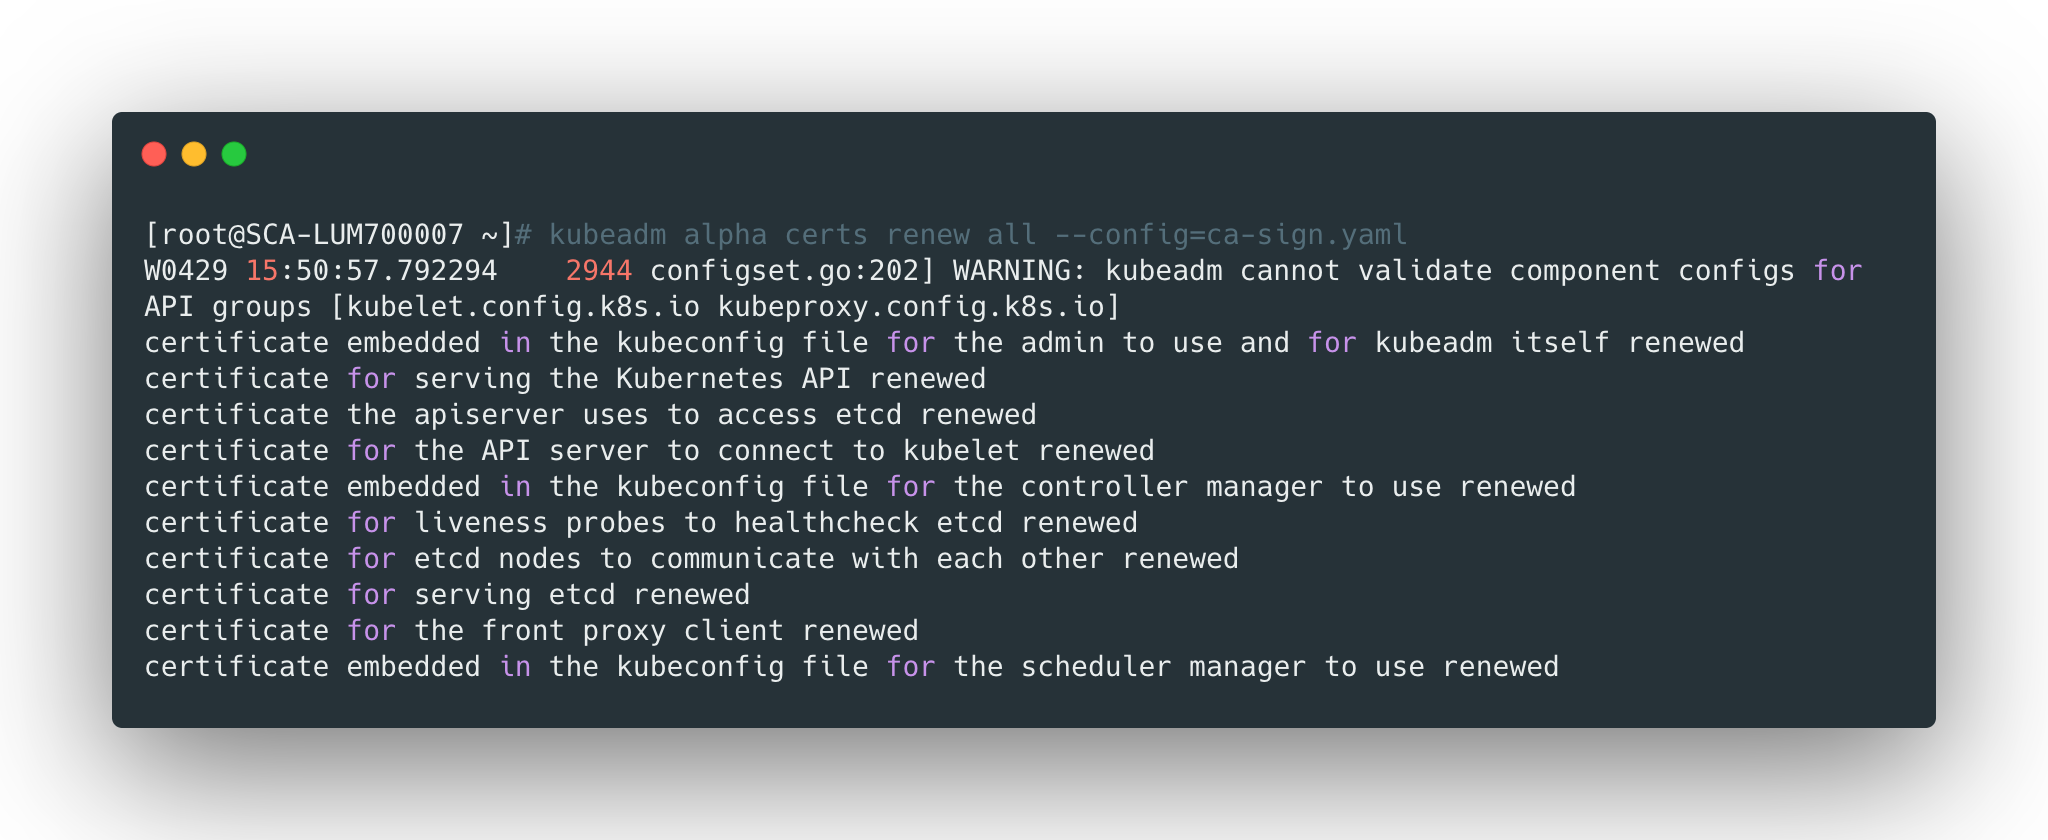 [root@SCA-LUM700007 ~]# kubeadm alpha certs renew all --config=ca-sign.yaml
W0429 15:50:57.792294    2944 configset.go:202] WARNING: kubeadm cannot validate component configs for
API groups [kubelet.config.k8s.io kubeproxy.config.k8s.io]
certificate embedded in the kubeconfig file for the admin to use and for kubeadm itself renewed
certificate for serving the Kubernetes API renewed
certificate the apiserver uses to access etcd renewed
certificate for the API server to connect to kubelet renewed
certificate embedded in the kubeconfig file for the controller manager to use renewed
certificate for liveness probes to healthcheck etcd renewed
certificate for etcd nodes to communicate with each other renewed
certificate for serving etcd renewed
certificate for the front proxy client renewed
certificate embedded in the kubeconfig file for the scheduler manager to use renewed